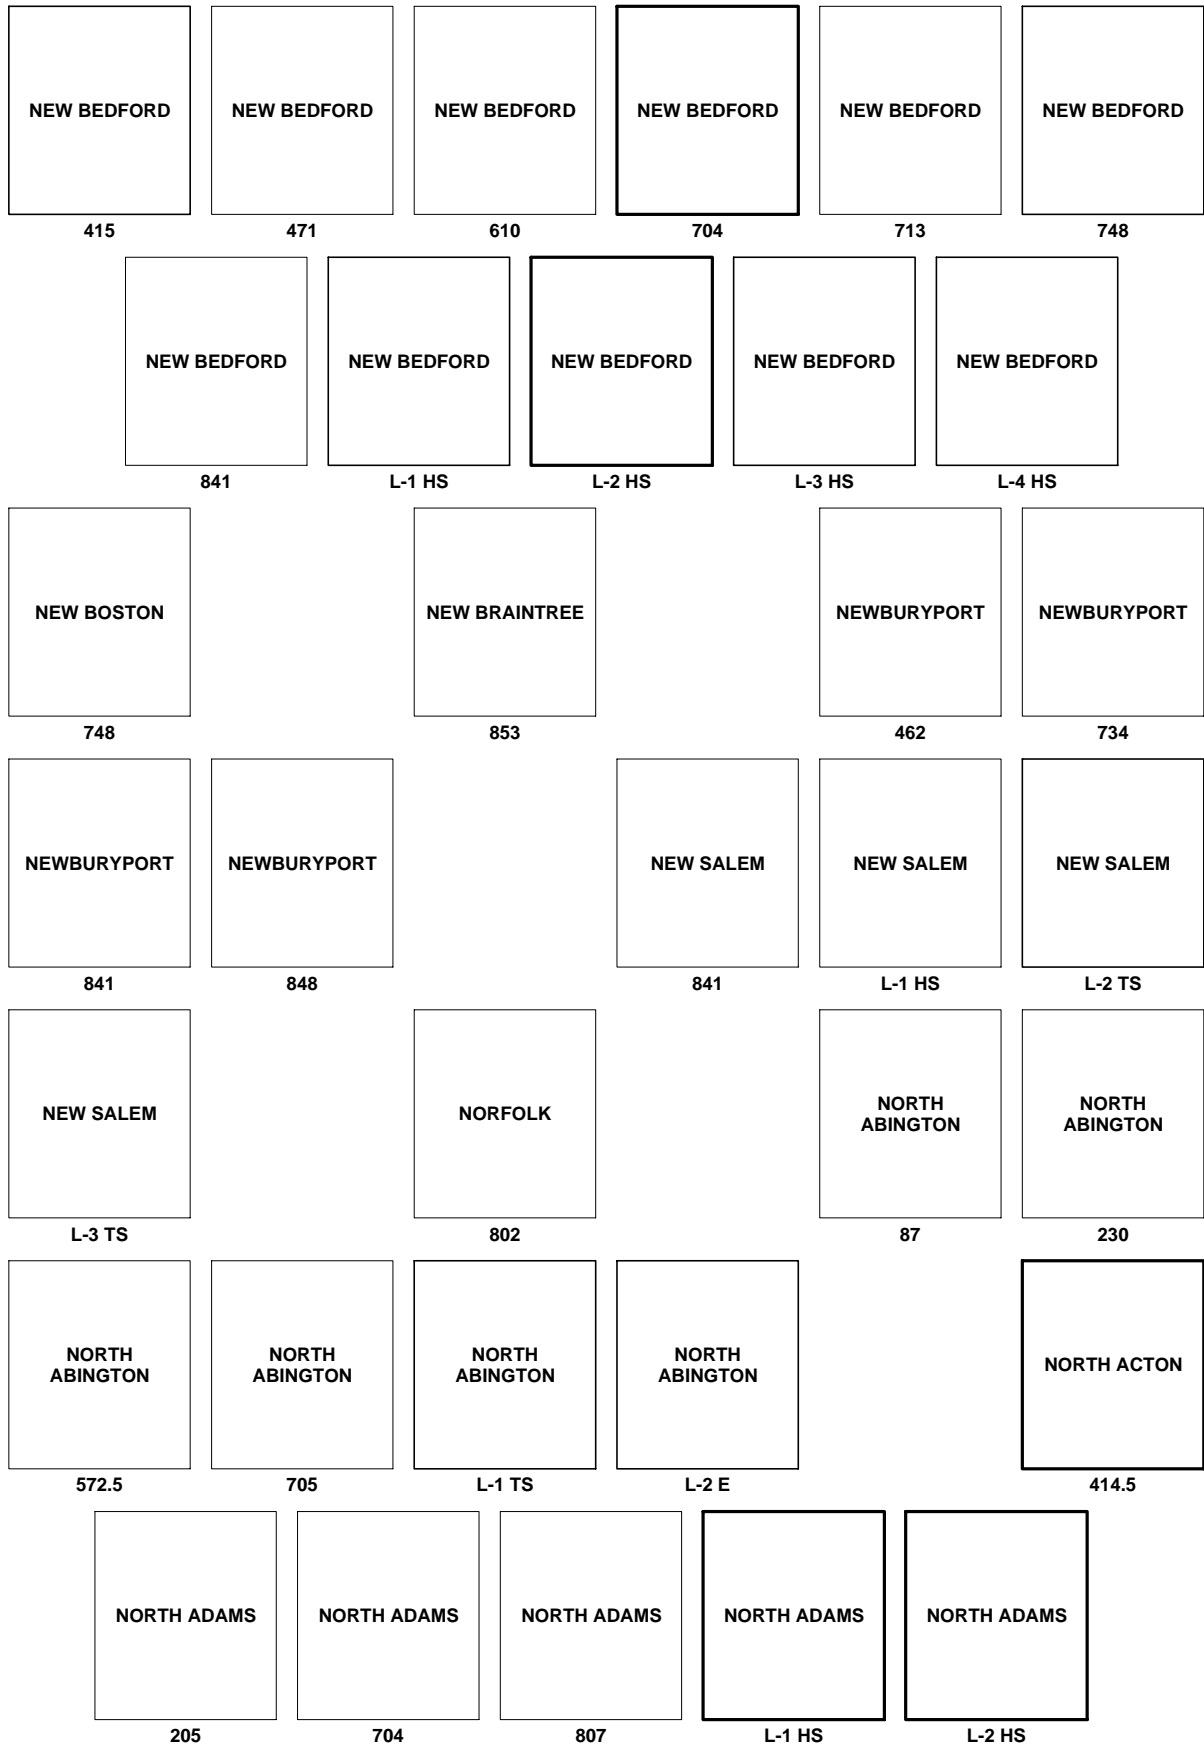 NEW BEDFORD NEW BEDFORD NEW BEDFORD NEW BEDFORD NEW BEDFORD NEW BEDFORD
415 471 610 704 713 748
NEW BEDFORD NEW BEDFORD NEW BEDFORD NEW BEDFORD NEW BEDFORD
841 L-1 HS L-2 HS L-3 HS L-4 HS
NEW BOSTON NEW BRAINTREE NEWBURYPORT NEWBURYPORT
748 853 462 734
NEWBURYPORT NEWBURYPORT NEW SALEM NEW SALEM NEW SALEM
841 848 841 L-1 HS L-2 TS
NEW SALEM NORFOLK NORTH ABINGTON NORTH ABINGTON
L-3 TS 802 87 230
NORTH ABINGTON NORTH ABINGTON NORTH ABINGTON NORTH ABINGTON NORTH ACTON
572.5 705 L-1 TS L-2 E 414.5
NORTH ADAMS NORTH ADAMS NORTH ADAMS NORTH ADAMS NORTH ADAMS
205 704 807 L-1 HS L-2 HS